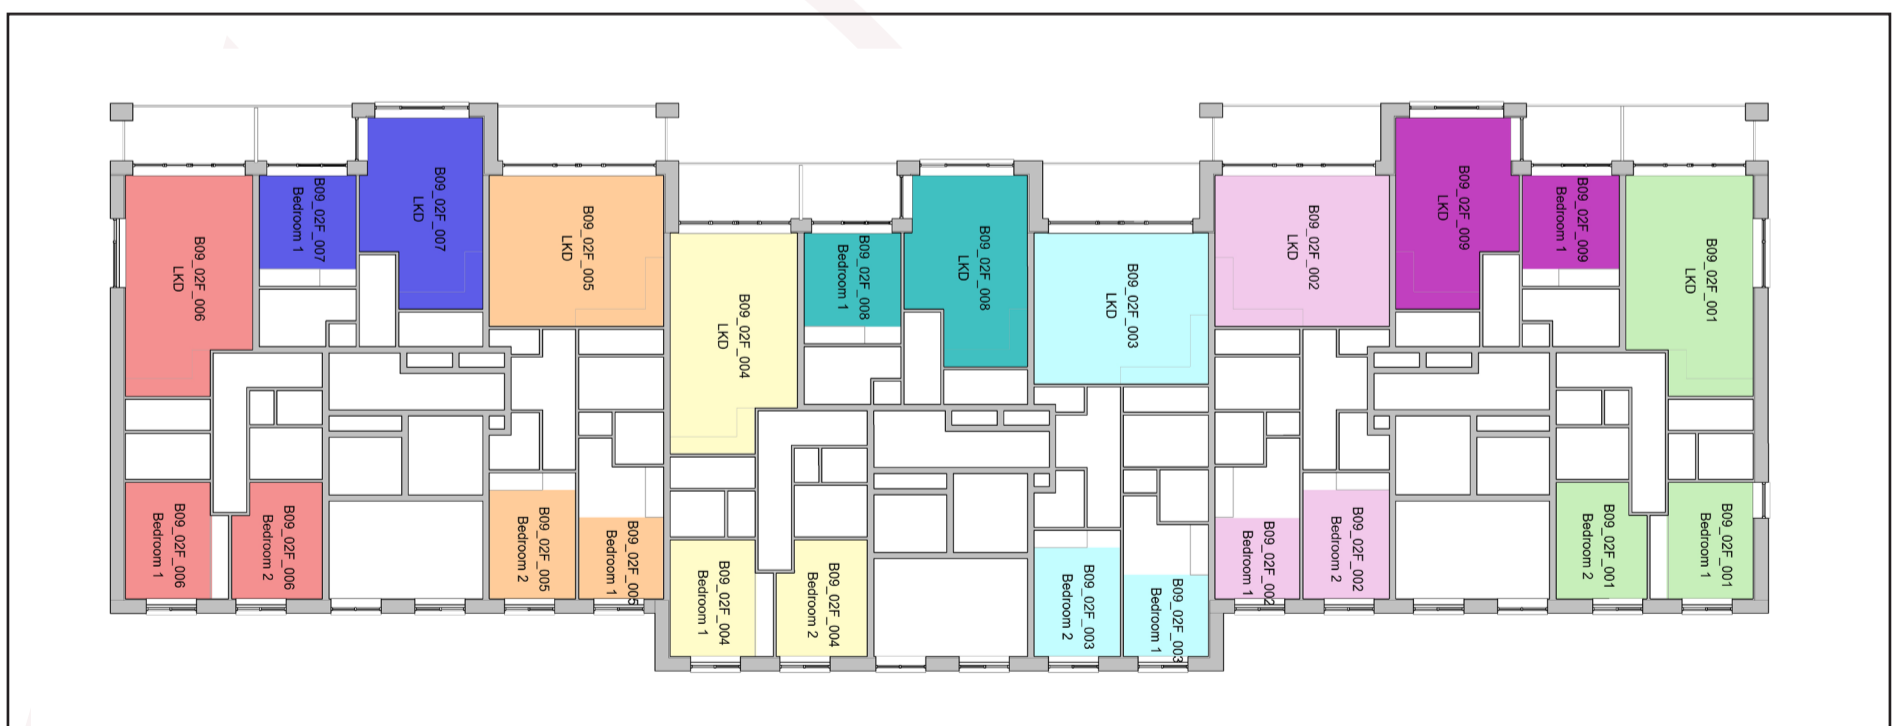 B09_02F_006
LKD
B09_02F_007
Bedroom 1
B09_02F_007
LKD
B09_02F_005
LKD
B09_02F_004
LKD
B09_02F_008
Bedroom 1
B09_02F_008
LKD
B09_02F_003
LKD
B09_02F_002
LKD
B09_02F_009
LKD
B09_02F_009
Bedroom 1
B09_02F_001
LKD
B09_02F_006
Bedroom 1
B09_02F_006
Bedroom 2
B09_02F_005
Bedroom 2
B09_02F_005
Bedroom 1
B09_02F_004
Bedroom 1
B09_02F_004
Bedroom 2
B09_02F_003
Bedroom 2
B09_02F_003
Bedroom 1
B09_02F_002
Bedroom 1
B09_02F_002
Bedroom 2
B09_02F_001
Bedroom 2
B09_02F_001
Bedroom 1